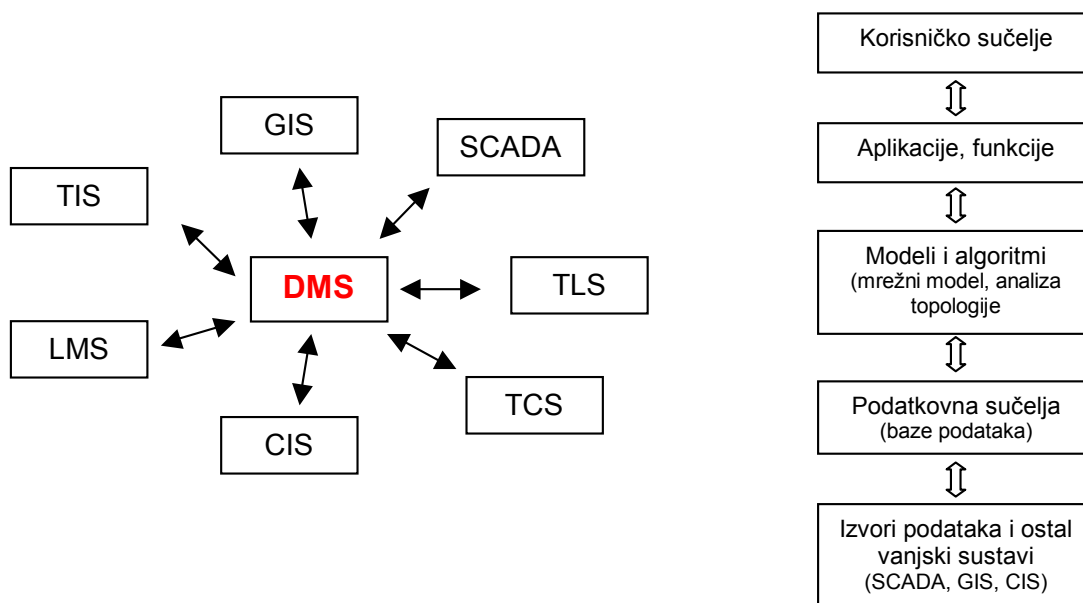 GIS
SCADA
TIS
DMS
TLS
LMS
TCS
CIS
Korisničko sučelje
Aplikacije, funkcije
Modeli i algoritmi
(mrežni model, analiza
topologije
Podatkovna sučelja
(baze podataka)
Izvori podataka i ostal
vanjski sustavi
(SCADA, GIS, CIS)